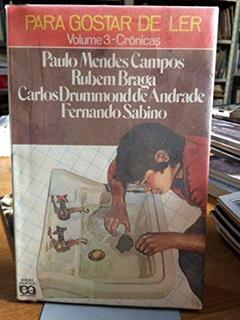 PARA GOSTAR DE LER
Volume 3 - Crônicas
Paulo Mendes Campos
Rubem Braga
Carlos Drummond de Andrade
Fernando Sabino